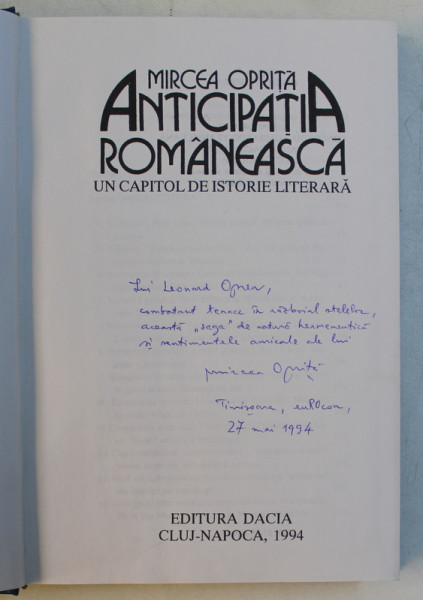 MIRCEA OPRIȚĂ
ANTICIPAȚIA
ROMÂNEASCĂ
UN CAPITOL DE ISTORIE LITERARĂ
Lui Leonard Oprea,
combatant tenace în războiul stelelor,
această „saga” de natură hermeneutică
și sentimentele amicale ale lui
mircea Opriță
Timișoara, euROcon,
27 mai 1994
EDITURA DACIA
CLUJ-NAPOCA, 1994